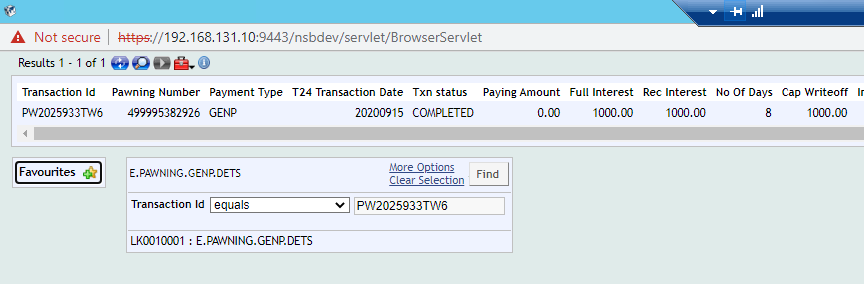 Not secure https://192.168.131.10:9443/nsbdev/servlet/BrowserServlet
Results 1 - 1 of 1
Transaction Id Pawning Number Payment Type T24 Transaction Date Txn status Paying Amount Full Interest Rec Interest No Of Days Cap Writeoff
PW2025933TW6 499995382926 GENP 20200915 COMPLETED 0.00 1000.00 1000.00 8 1000.00
Favourites
E.PAWNING.GENP.DETS More Options Find
Clear Selection
Transaction Id equals PW2025933TW6
LK0010001 : E.PAWNING.GENP.DETS